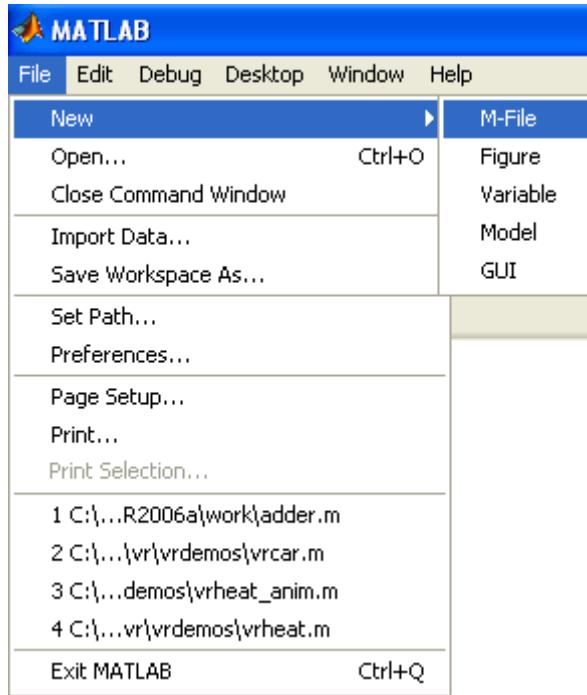 MATLAB
File Edit Debug Desktop Window Help
New M-File
Open... Ctrl+O Figure
Close Command Window Variable
Import Data... Model
Save Workspace As... GUI
Set Path...
Preferences...
Page Setup...
Print...
Print Selection...
1 C:\...R2006a\work\adder.m
2 C:\...\vr\vrdemos\vrcar.m
3 C:\...demos\vrheat_anim.m
4 C:\...vr\vrdemos\vrheat.m
Exit MATLAB Ctrl+Q